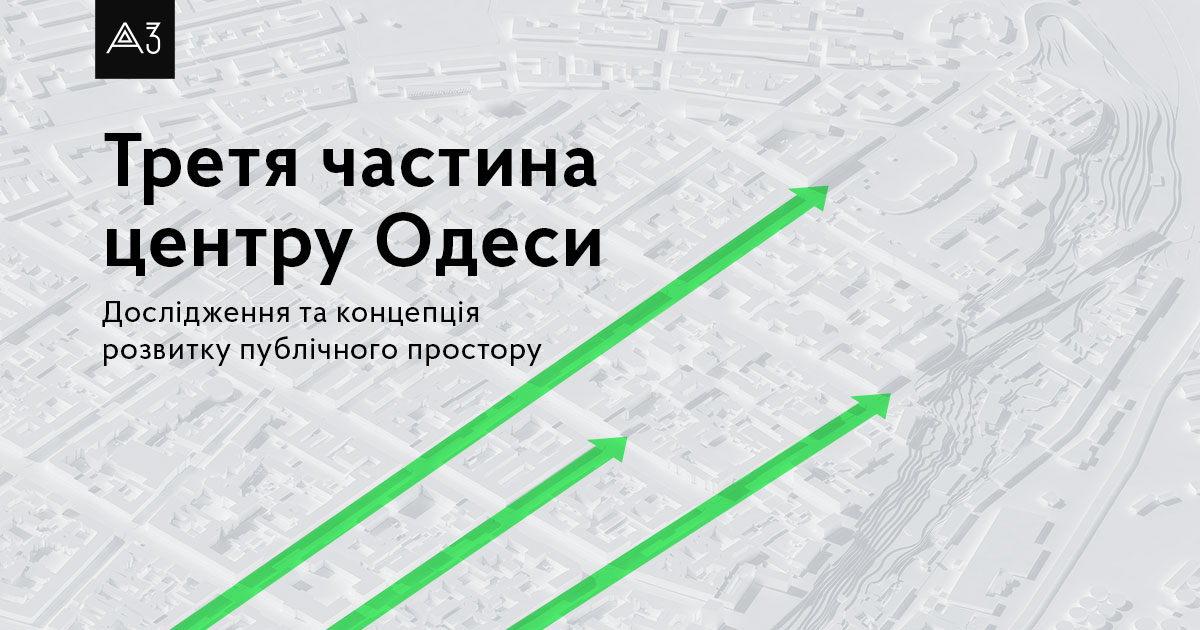 А3
Третя частина
центру Одеси
Дослідження та концепція
розвитку публічного простору